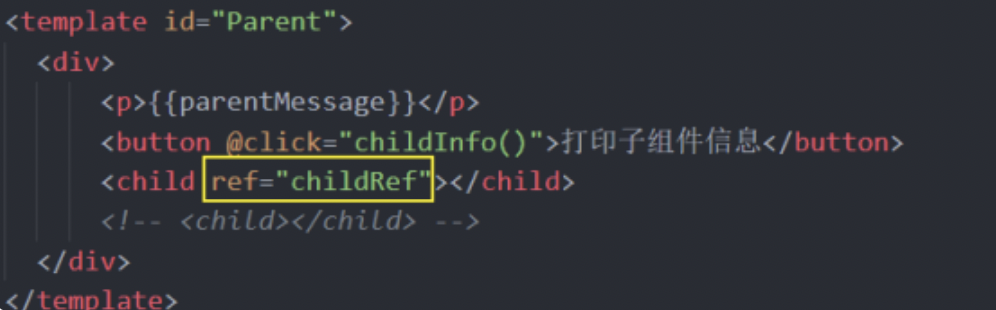 <template id="Parent">
<div>
<p>{{parentMessage}}</p>
<button @click="childInfo()">打印子组件信息</button>
<child ref="childRef"></child>
<!-- <child></child> -->
</div>
</template>